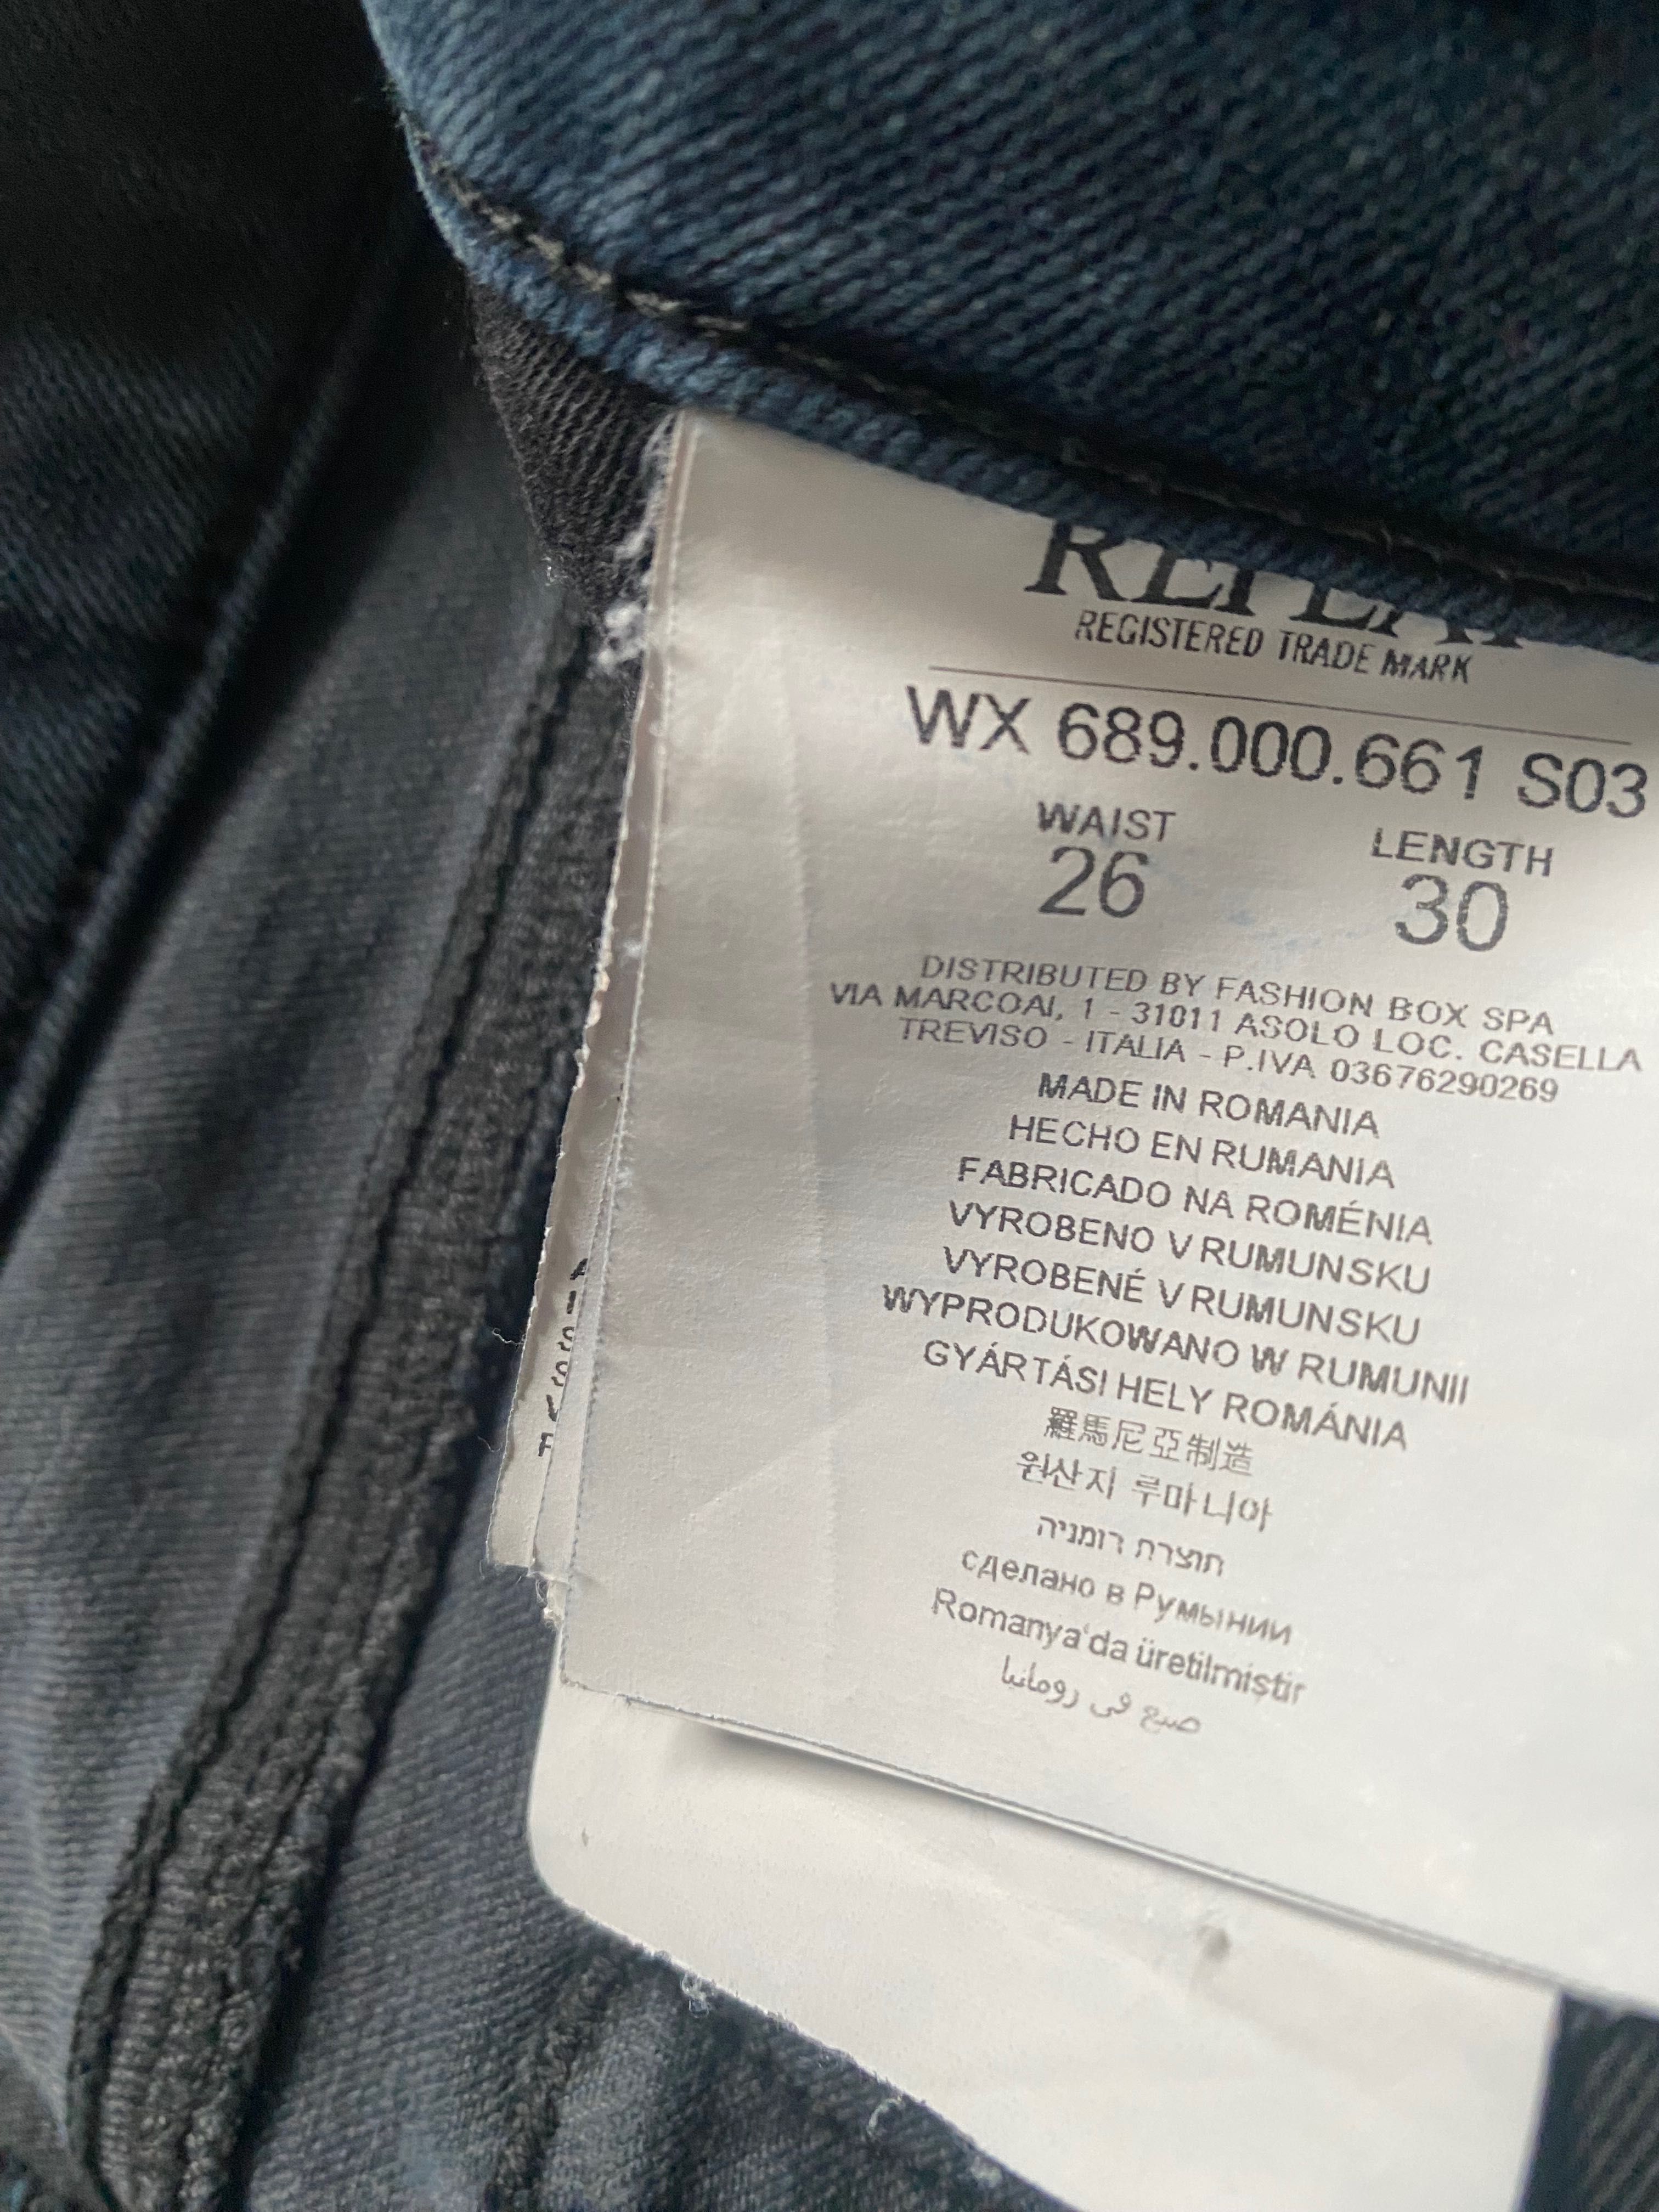 REPLAY
REGISTERED TRADE MARK
WX 689.000.661 S03
WAIST LENGTH
26 30
DISTRIBUTED BY FASHION BOX SPA
VIA MARCOAI, 1 - 31011 ASOLO LOC. CASELLA
TREVISO - ITALIA - P.IVA 03676290269
MADE IN ROMANIA
HECHO EN RUMANIA
FABRICADO NA ROMÉNIA
VYROBENO V RUMUNSKU
VYROBENÉ V RUMUNSKU
WYPRODUKOWANO W RUMUNII
GYÁRTÁSI HELY ROMÁNIA
羅馬尼亞制造
원산지 루마니아
תוצרת רומניה
сделано в Румынии
Romanya'da üretilmiştir
صنع في رومانيا